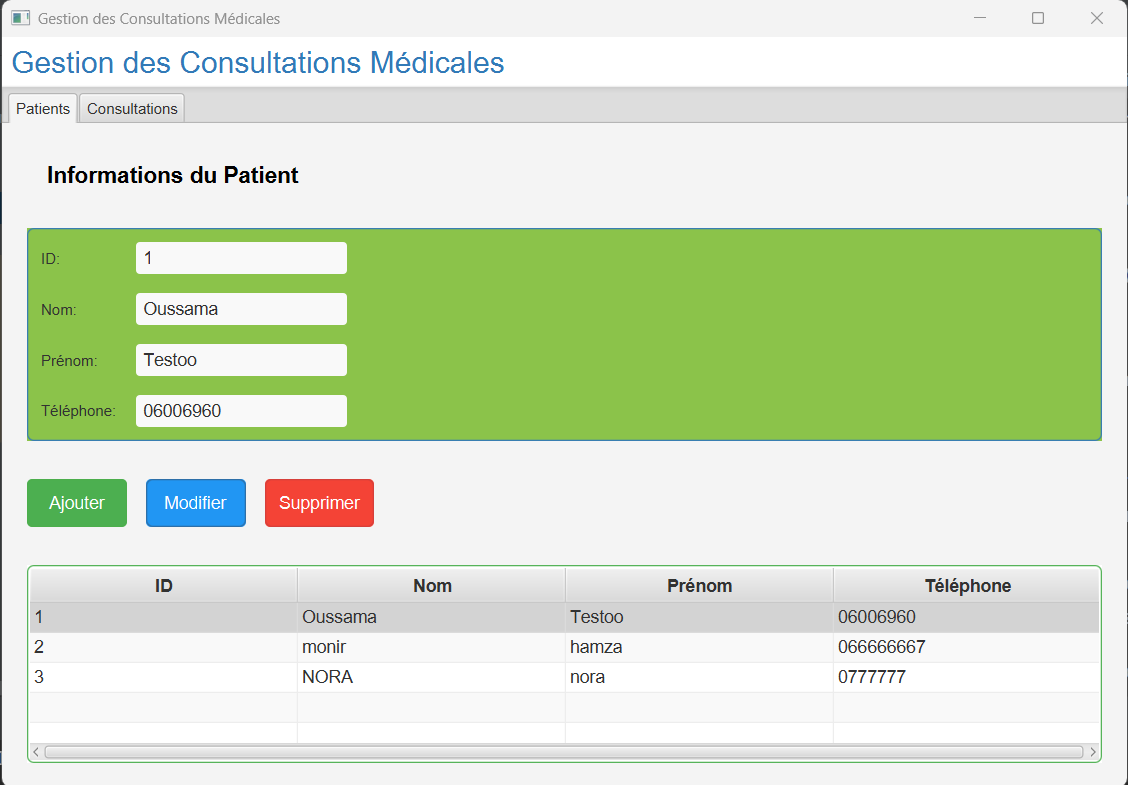 Gestion des Consultations Médicales
Gestion des Consultations Médicales
Patients Consultations
Informations du Patient
ID: 1
Nom: Oussama
Prénom: Testoo
Téléphone: 06006960
Ajouter Modifier Supprimer
ID Nom Prénom Téléphone
1 Oussama Testoo 06006960
2 monir hamza 066666667
3 NORA nora 0777777